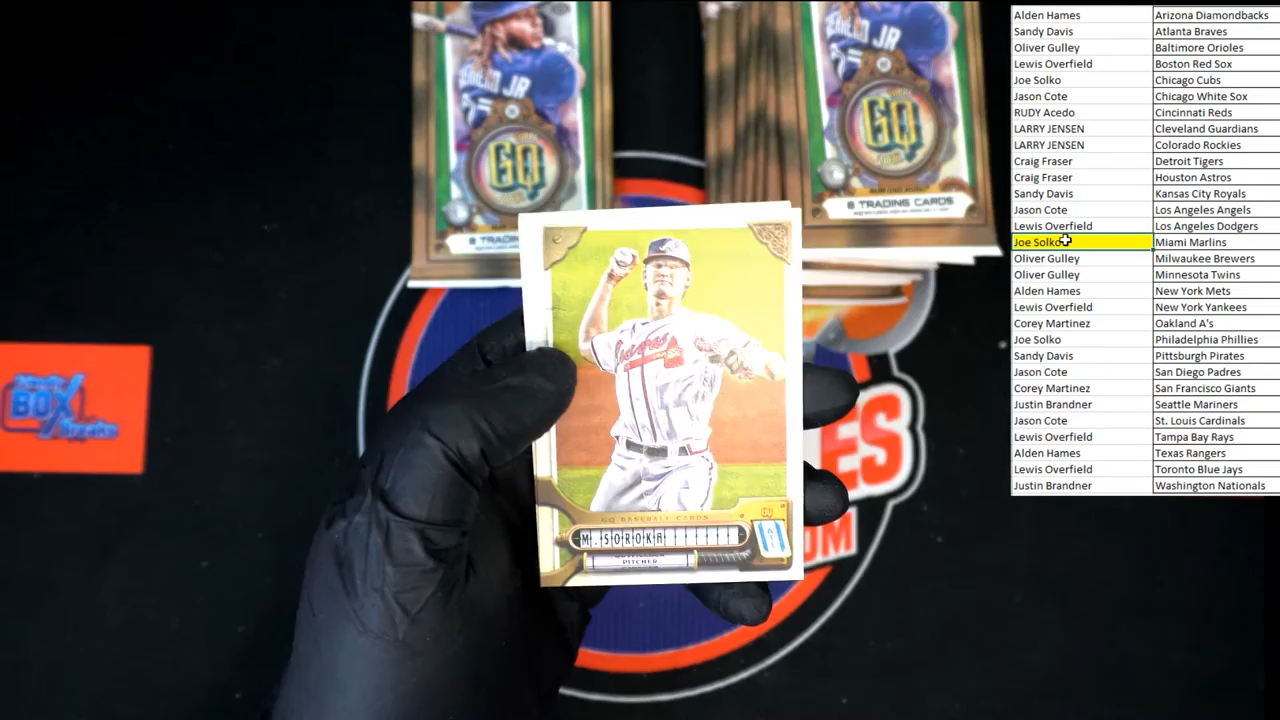 Alden Hames Arizona Diamondbacks
Sandy Davis Atlanta Braves
Oliver Gulley Baltimore Orioles
Lewis Overfield Boston Red Sox
Joe Solko Chicago Cubs
Jason Cote Chicago White Sox
RUDY Acedo Cincinnati Reds
LARRY JENSEN Cleveland Guardians
LARRY JENSEN Colorado Rockies
Craig Fraser Detroit Tigers
Craig Fraser Houston Astros
Sandy Davis Kansas City Royals
Jason Cote Los Angeles Angels
Lewis Overfield Los Angeles Dodgers
Joe Solko Miami Marlins
Oliver Gulley Milwaukee Brewers
Oliver Gulley Minnesota Twins
Alden Hames New York Mets
Lewis Overfield New York Yankees
Corey Martinez Oakland A's
Joe Solko Philadelphia Phillies
Sandy Davis Pittsburgh Pirates
Jason Cote San Diego Padres
Corey Martinez San Francisco Giants
Justin Brandner Seattle Mariners
Jason Cote St. Louis Cardinals
Lewis Overfield Tampa Bay Rays
Alden Hames Texas Rangers
Lewis Overfield Toronto Blue Jays
Justin Brandner Washington Nationals
GQ
8 TRADIN
GQ
8 TRADING CARDS
Braves
GQ BASEBALL CARDS
GQ
M. SOROKA
ATL
PITCHER
BOX
Breaks
ES
OM